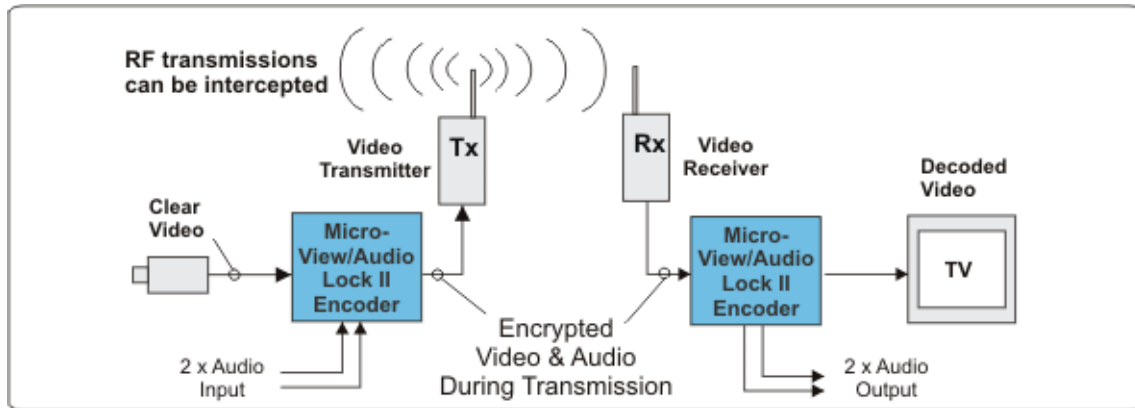 RF transmissions
can be intercepted
Video
Transmitter
Tx
Rx
Video
Receiver
Decoded
Video
Clear
Video
Micro-
View/Audio
Lock II
Encoder
Micro-
View/Audio
Lock II
Encoder
TV
Encrypted
Video & Audio
During Transmission
2 x Audio
Input
2 x Audio
Output